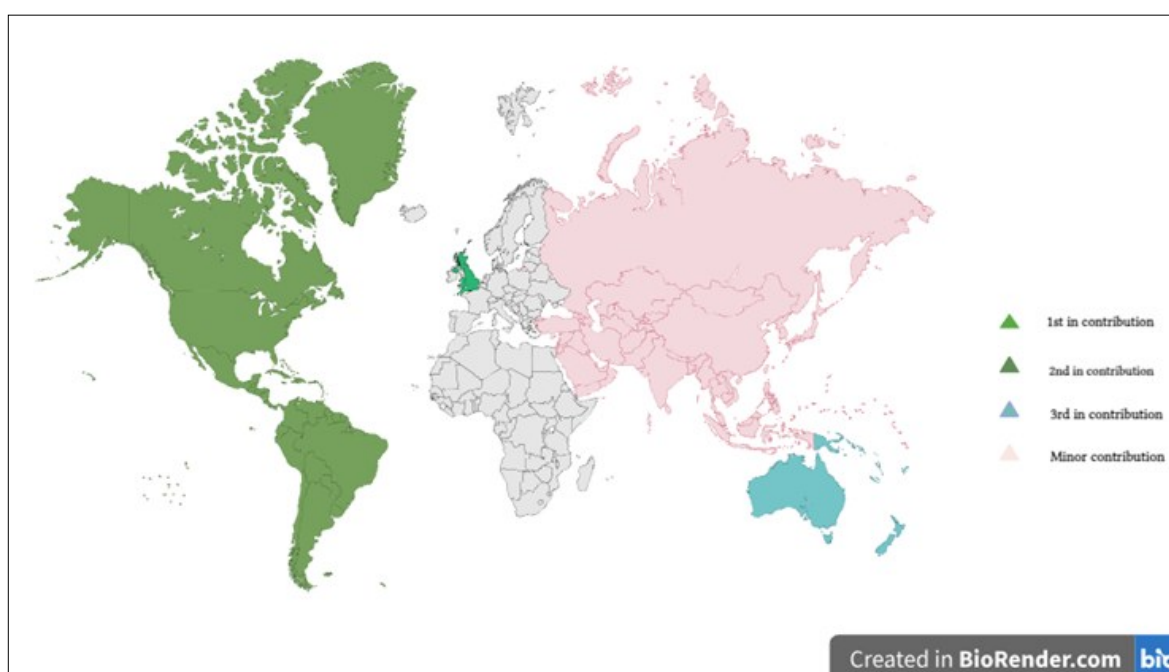 1st in contribution
2nd in contribution
3rd in contribution
Minor contribution
Created in BioRender.com